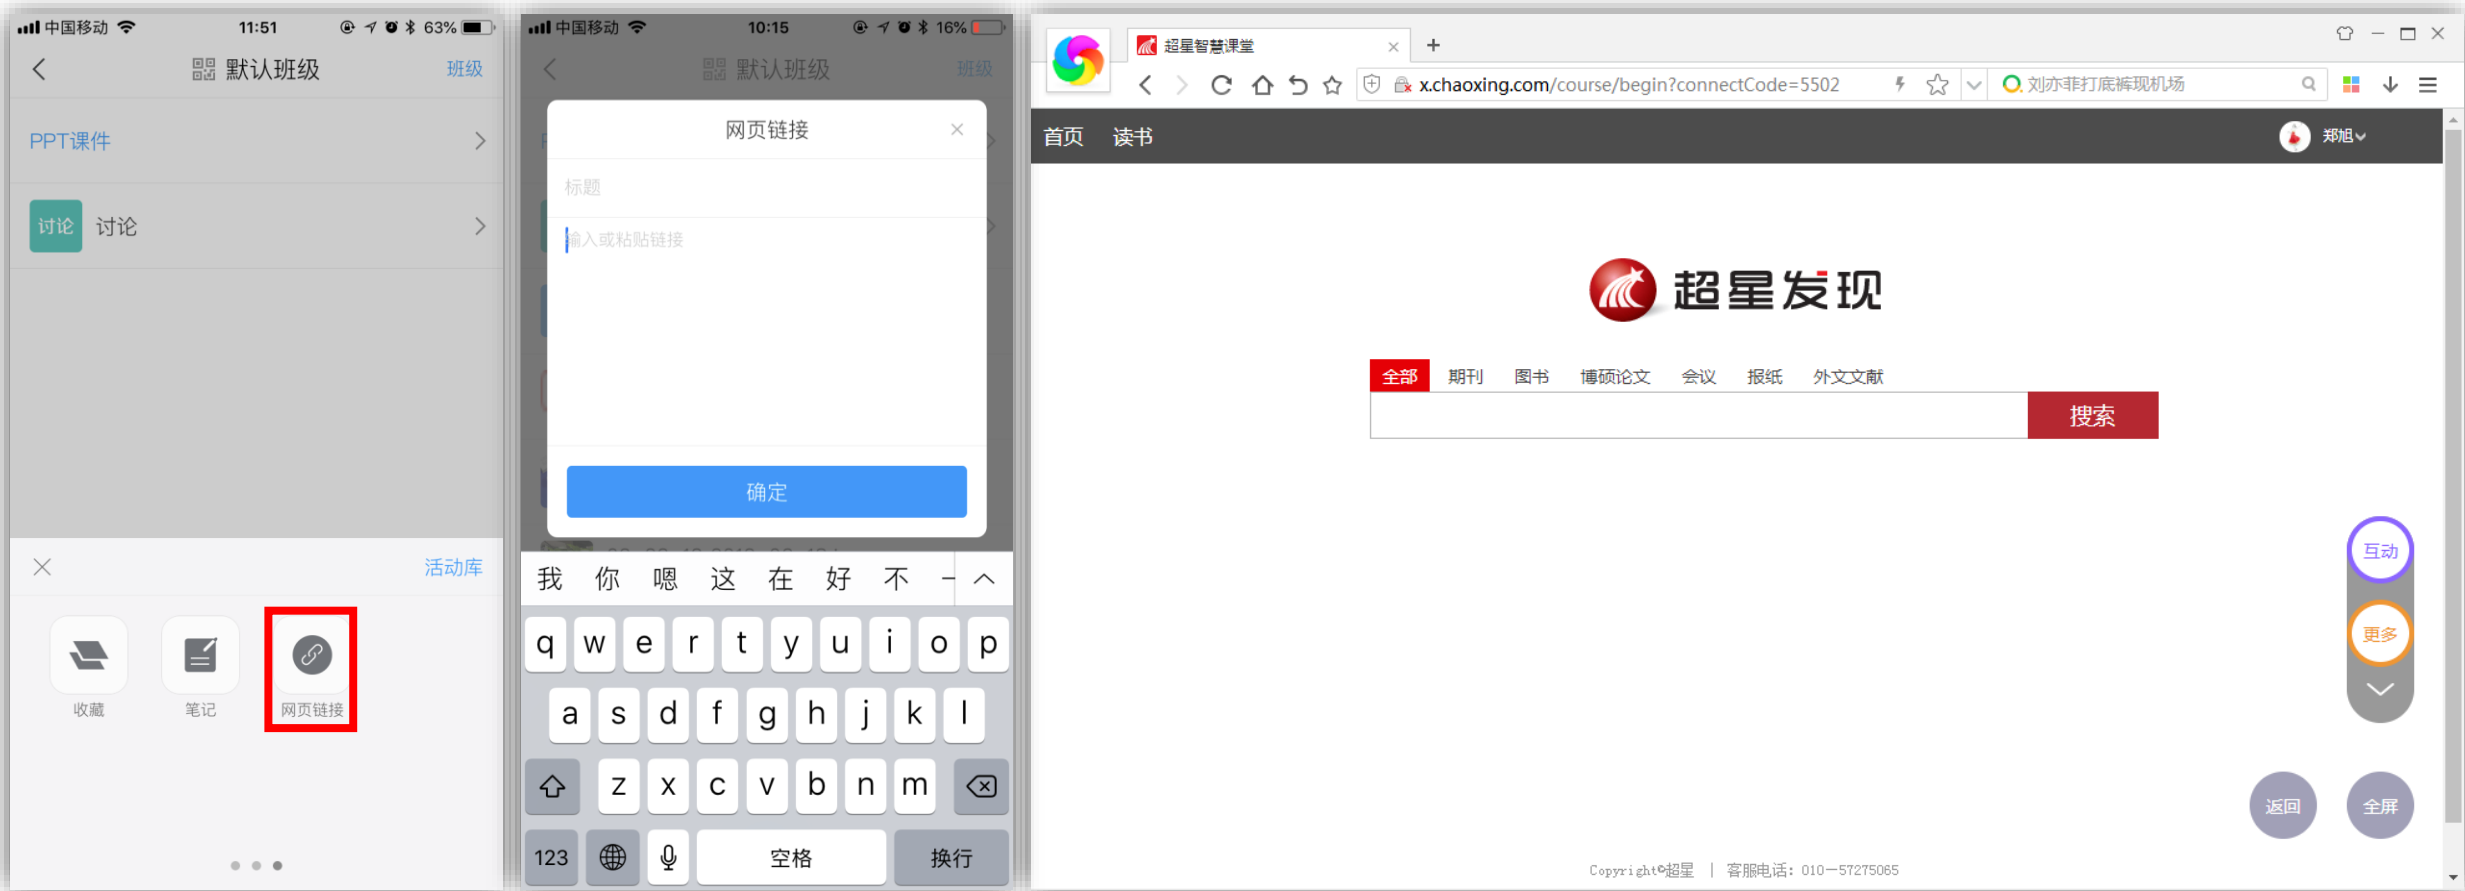 中国移动 11:51 63%
默认班级 班级
PPT课件
讨论 讨论
活动库
收藏 笔记 网页链接
中国移动 10:15 16%
默认班级 班级
网页链接
标题
输入或粘贴链接
确定
我 你 嗯 这 在 好 不 一
q w e r t y u i o p
a s d f g h j k l
z x c v b n m
123 空格 换行
超星智慧课堂
x.chaoxing.com/course/begin?connectCode=5502 刘亦菲打底裤现机场
首页 读书 郑旭
超星发现
全部 期刊 图书 博硕论文 会议 报纸 外文文献
搜索
互动
更多
返回 全屏
Copyright©超星 | 客服电话：010-57275065